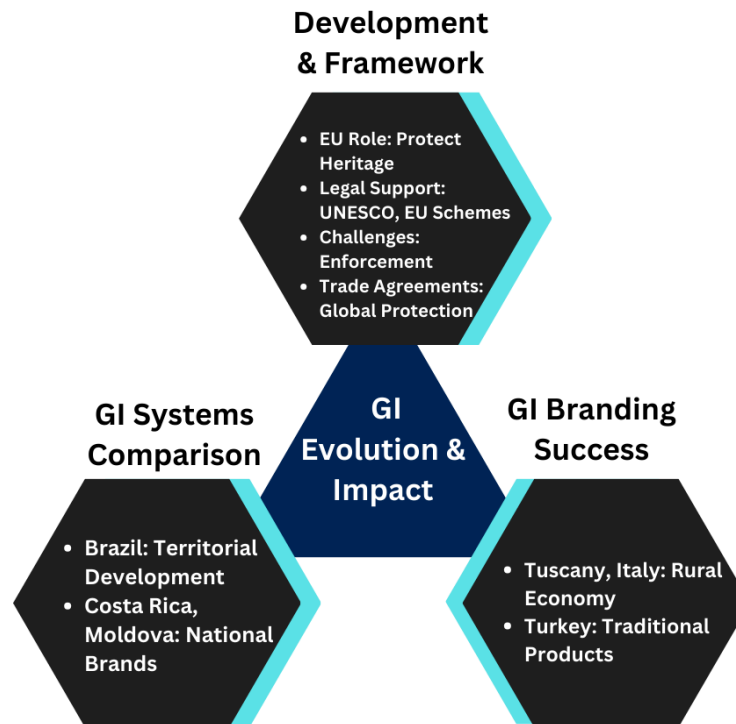 Development
& Framework
• EU Role: Protect
Heritage
• Legal Support:
UNESCO, EU Schemes
• Challenges:
Enforcement
• Trade Agreements:
Global Protection
GI
Evolution &
Impact
GI Systems
Comparison
• Brazil: Territorial
Development
• Costa Rica,
Moldova: National
Brands
GI Branding
Success
• Tuscany, Italy: Rural
Economy
• Turkey: Traditional
Products